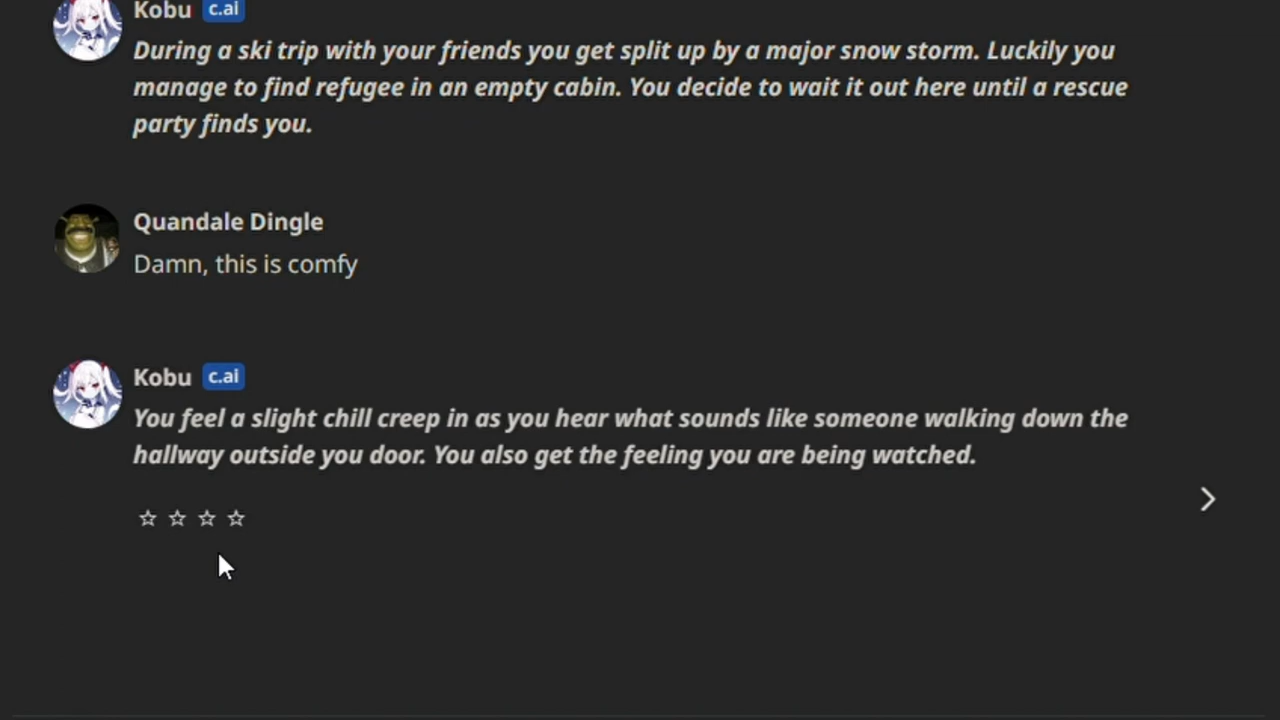 Kobu c.ai
During a ski trip with your friends you get split up by a major snow storm. Luckily you
manage to find refugee in an empty cabin. You decide to wait it out here until a rescue
party finds you.
Quandale Dingle
Damn, this is comfy
Kobu c.ai
You feel a slight chill creep in as you hear what sounds like someone walking down the
hallway outside you door. You also get the feeling you are being watched.